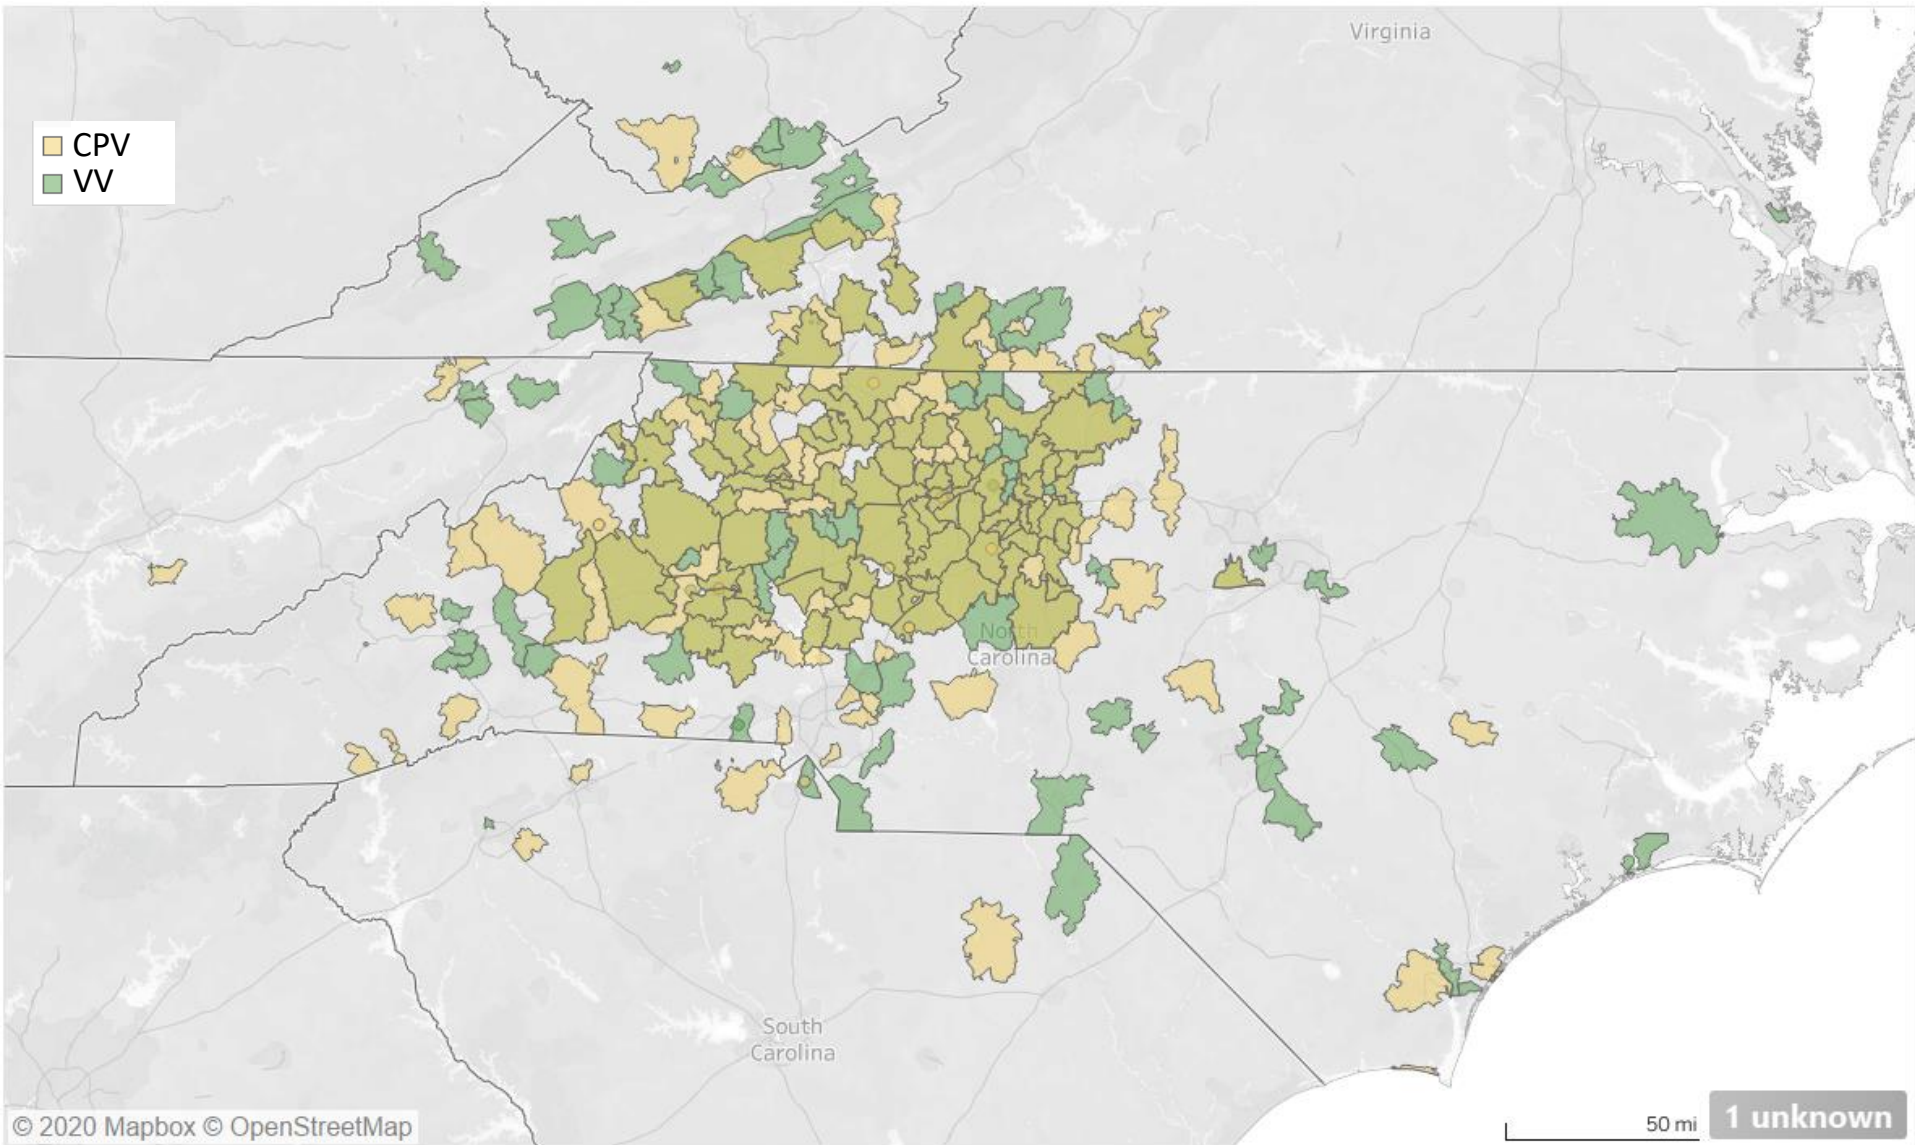 Virginia
CPV
VV
North
Carolina
South
Carolina
© 2020 Mapbox © OpenStreetMap
50 mi
1 unknown